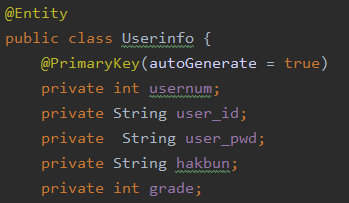 @Entity
public class Userinfo {
    @PrimaryKey(autoGenerate = true)
    private int usernum;
    private String user_id;
    private  String user_pwd;
    private String hakbun;
    private int grade;